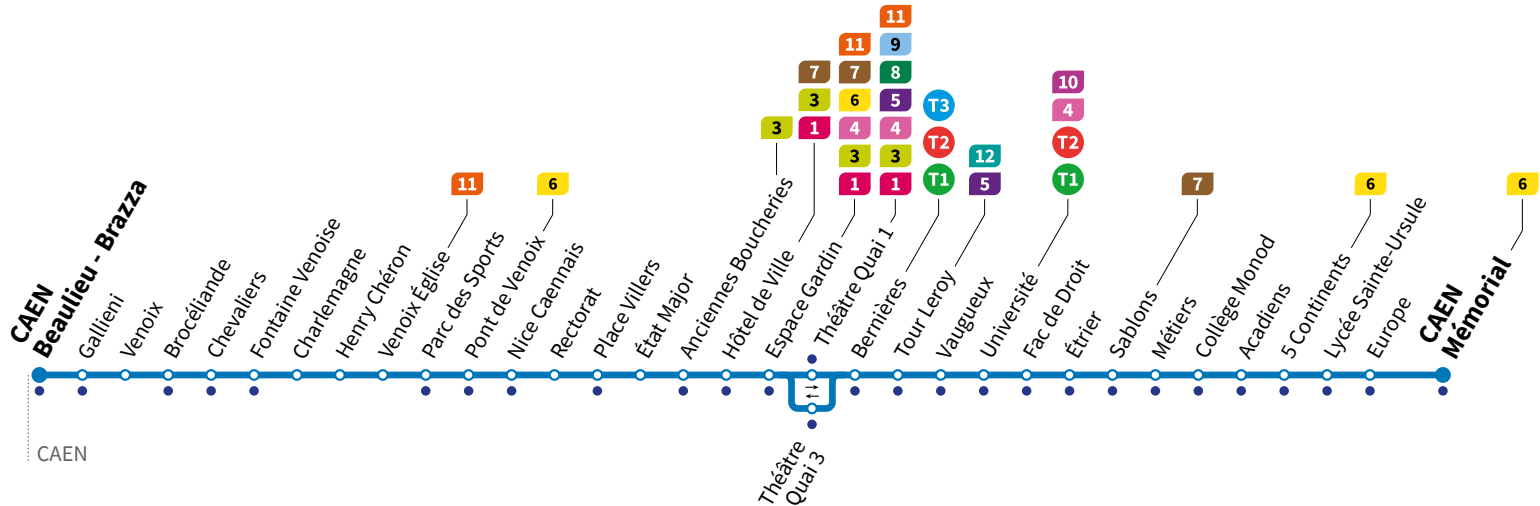 11
11
9
7
7
8
10
3
6
5
T3
4
3
1
4
4
T2
T2
12
3
3
11
6
1
1
T1
5
T1
7
6
6
CAEN
Beaulieu - Brazza
Gallieni
Venoix
Brocéliande
Chevaliers
Fontaine Venoise
Charlemagne
Henry Chéron
Venoix Église
Parc des Sports
Pont de Venoix
Nice Caennais
Rectorat
Place Villers
État Major
Anciennes Boucheries
Hôtel de Ville
Espace Gardin
Théâtre Quai 1
Bernières
Tour Leroy
Vaugueux
Université
Fac de Droit
Étrier
Sablons
Métiers
Collège Monod
Acadiens
5 Continents
Lycée Sainte-Ursule
Europe
CAEN
Mémorial
CAEN
Théâtre
Quai 3